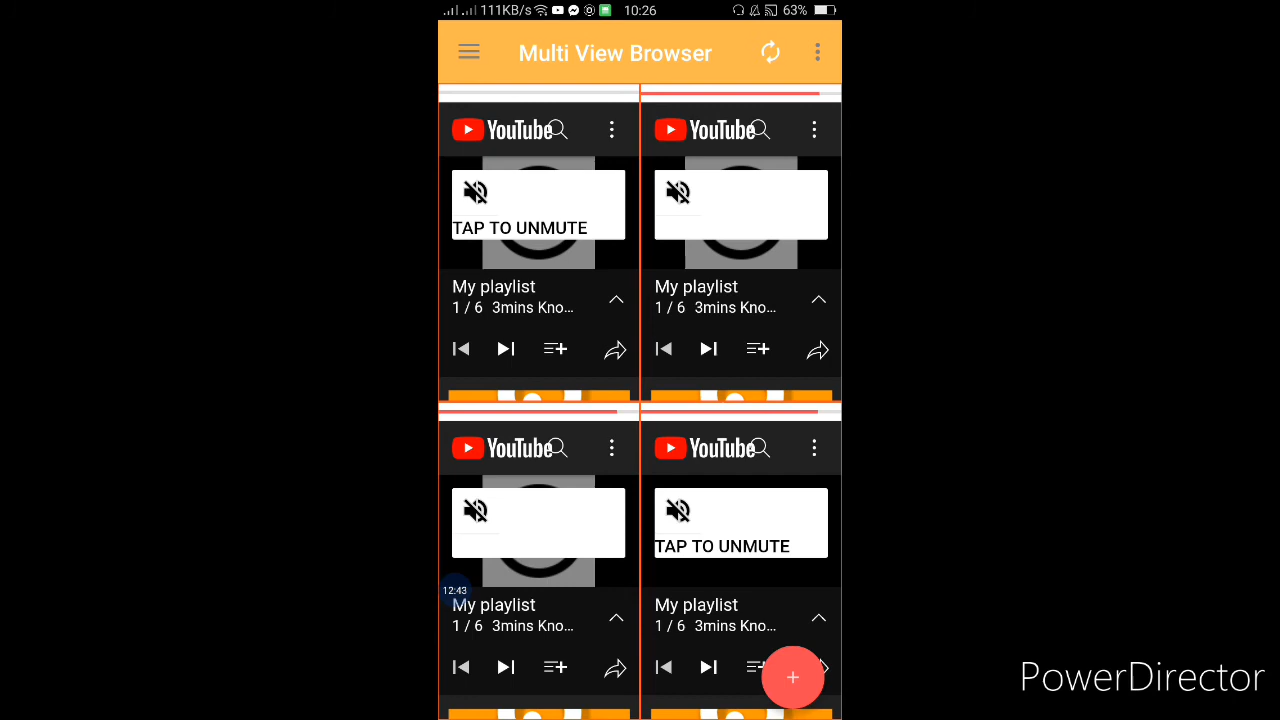 111KB/s 10:26 63%
Multi View Browser
YouTube
TAP TO UNMUTE
My playlist
1 / 6 3mins Kno...
YouTube
My playlist
1 / 6 3mins Kno...
YouTube
12:43
My playlist
1 / 6 3mins Kno...
YouTube
TAP TO UNMUTE
My playlist
1 / 6 3mins Kno...
PowerDirector